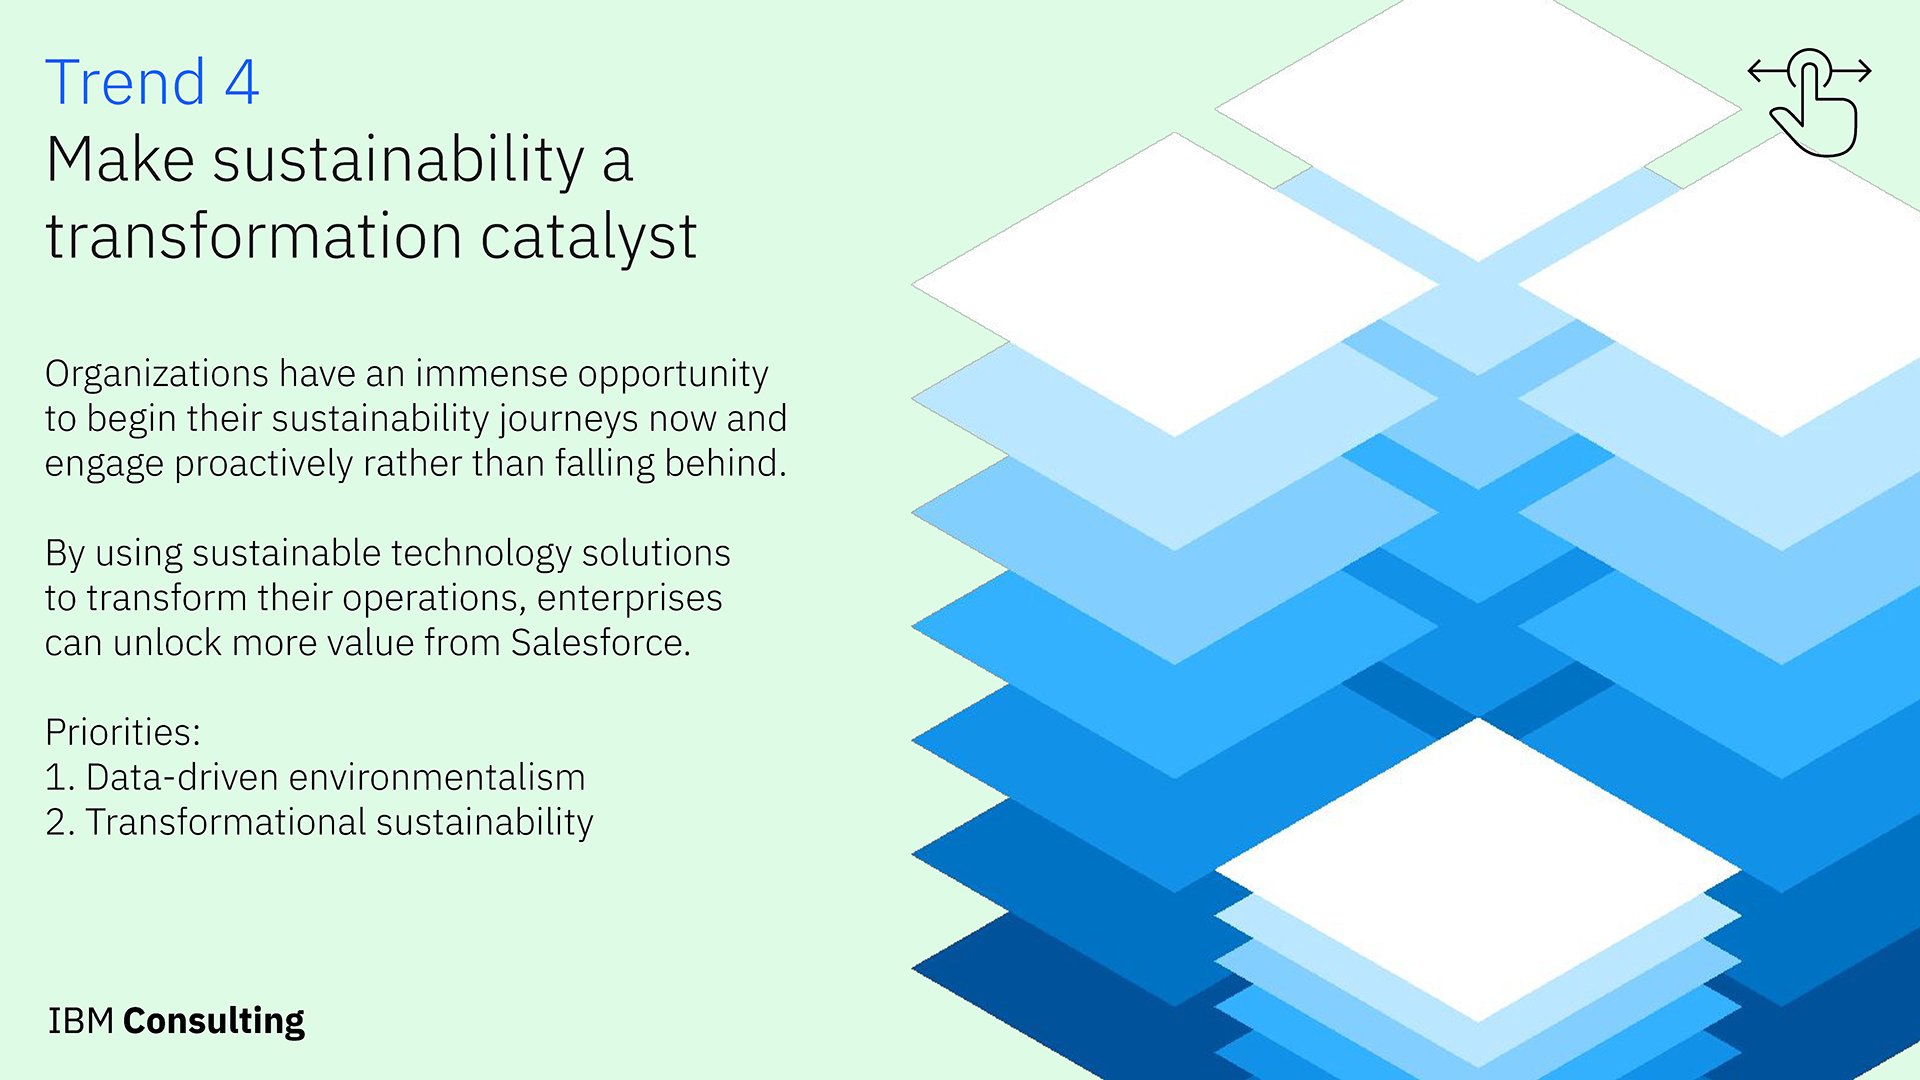 Trend 4
Make sustainability a
transformation catalyst
Organizations have an immense opportunity
to begin their sustainability journeys now and
engage proactively rather than falling behind.
By using sustainable technology solutions
to transform their operations, enterprises
can unlock more value from Salesforce.
Priorities:
1. Data-driven environmentalism
2. Transformational sustainability
IBM Consulting